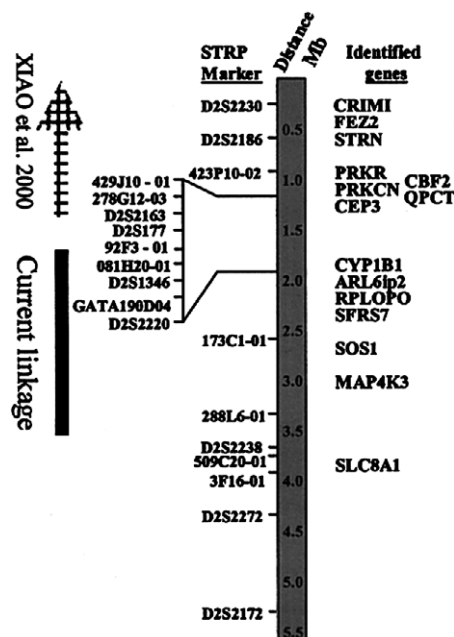 STRP
Marker
Distance
Mb
Identified
genes
XIAO et al. 2000
Current linkage
D2S2230
D2S2186
423P10-02
429J10 - 01
278G12-03
D2S2163
D2S177
92F3 - 01
081H20-01
D2S1346
GATA190D04
D2S2220
173C1-01
288L6-01
D2S2238
509C20-01
3F16-01
D2S2272
D2S2172
0.5
1.0
1.5
2.0
2.5
3.0
3.5
4.0
4.5
5.0
5.5
CRIMI
FEZ2
STRN
PRKR
PRKCN CBF2
CEP3 QPCT
CYP1B1
ARL6ip2
RPLOPO
SFRS7
SOS1
MAP4K3
SLC8A1